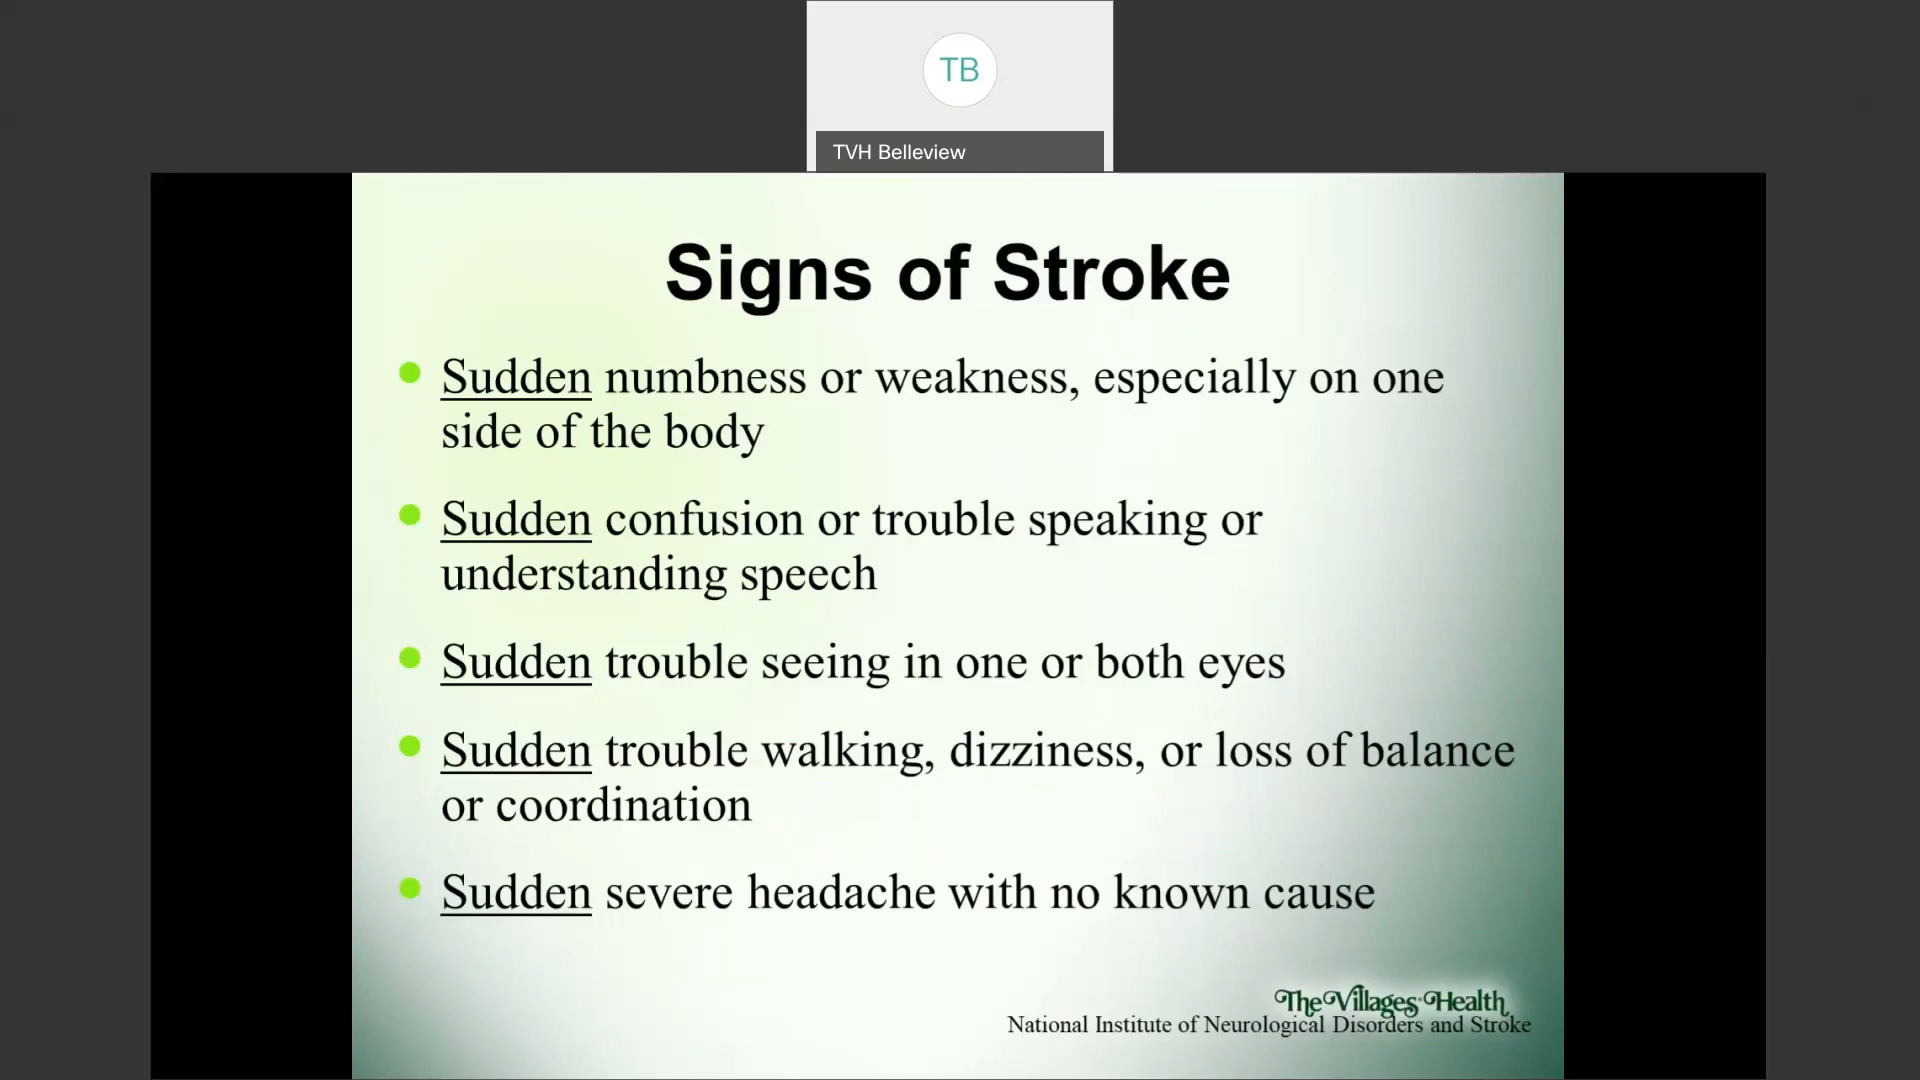 TB
TVH Belleview
Signs of Stroke
Sudden numbness or weakness, especially on one
side of the body
Sudden confusion or trouble speaking or
understanding speech
Sudden trouble seeing in one or both eyes
Sudden trouble walking, dizziness, or loss of balance
or coordination
Sudden severe headache with no known cause
The Villages Health
National Institute of Neurological Disorders and Stroke